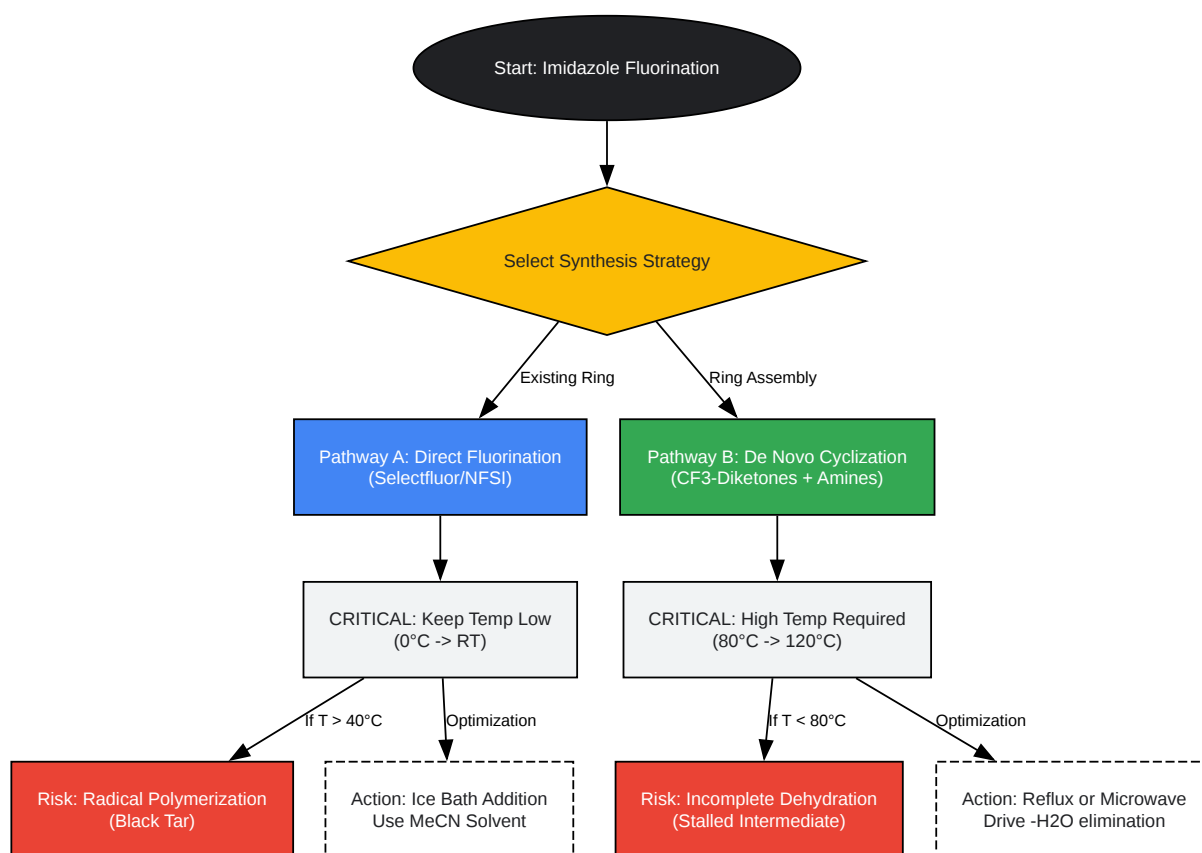 Start: Imidazole Fluorination
Select Synthesis Strategy
Existing Ring
Ring Assembly
Pathway A: Direct Fluorination
(Selectfluor/NFSI)
Pathway B: De Novo Cyclization
(CF3-Diketones + Amines)
CRITICAL: Keep Temp Low
(0°C -> RT)
CRITICAL: High Temp Required
(80°C -> 120°C)
If T > 40°C
Optimization
If T < 80°C
Optimization
Risk: Radical Polymerization
(Black Tar)
Action: Ice Bath Addition
Use MeCN Solvent
Risk: Incomplete Dehydration
(Stalled Intermediate)
Action: Reflux or Microwave
Drive -H2O elimination